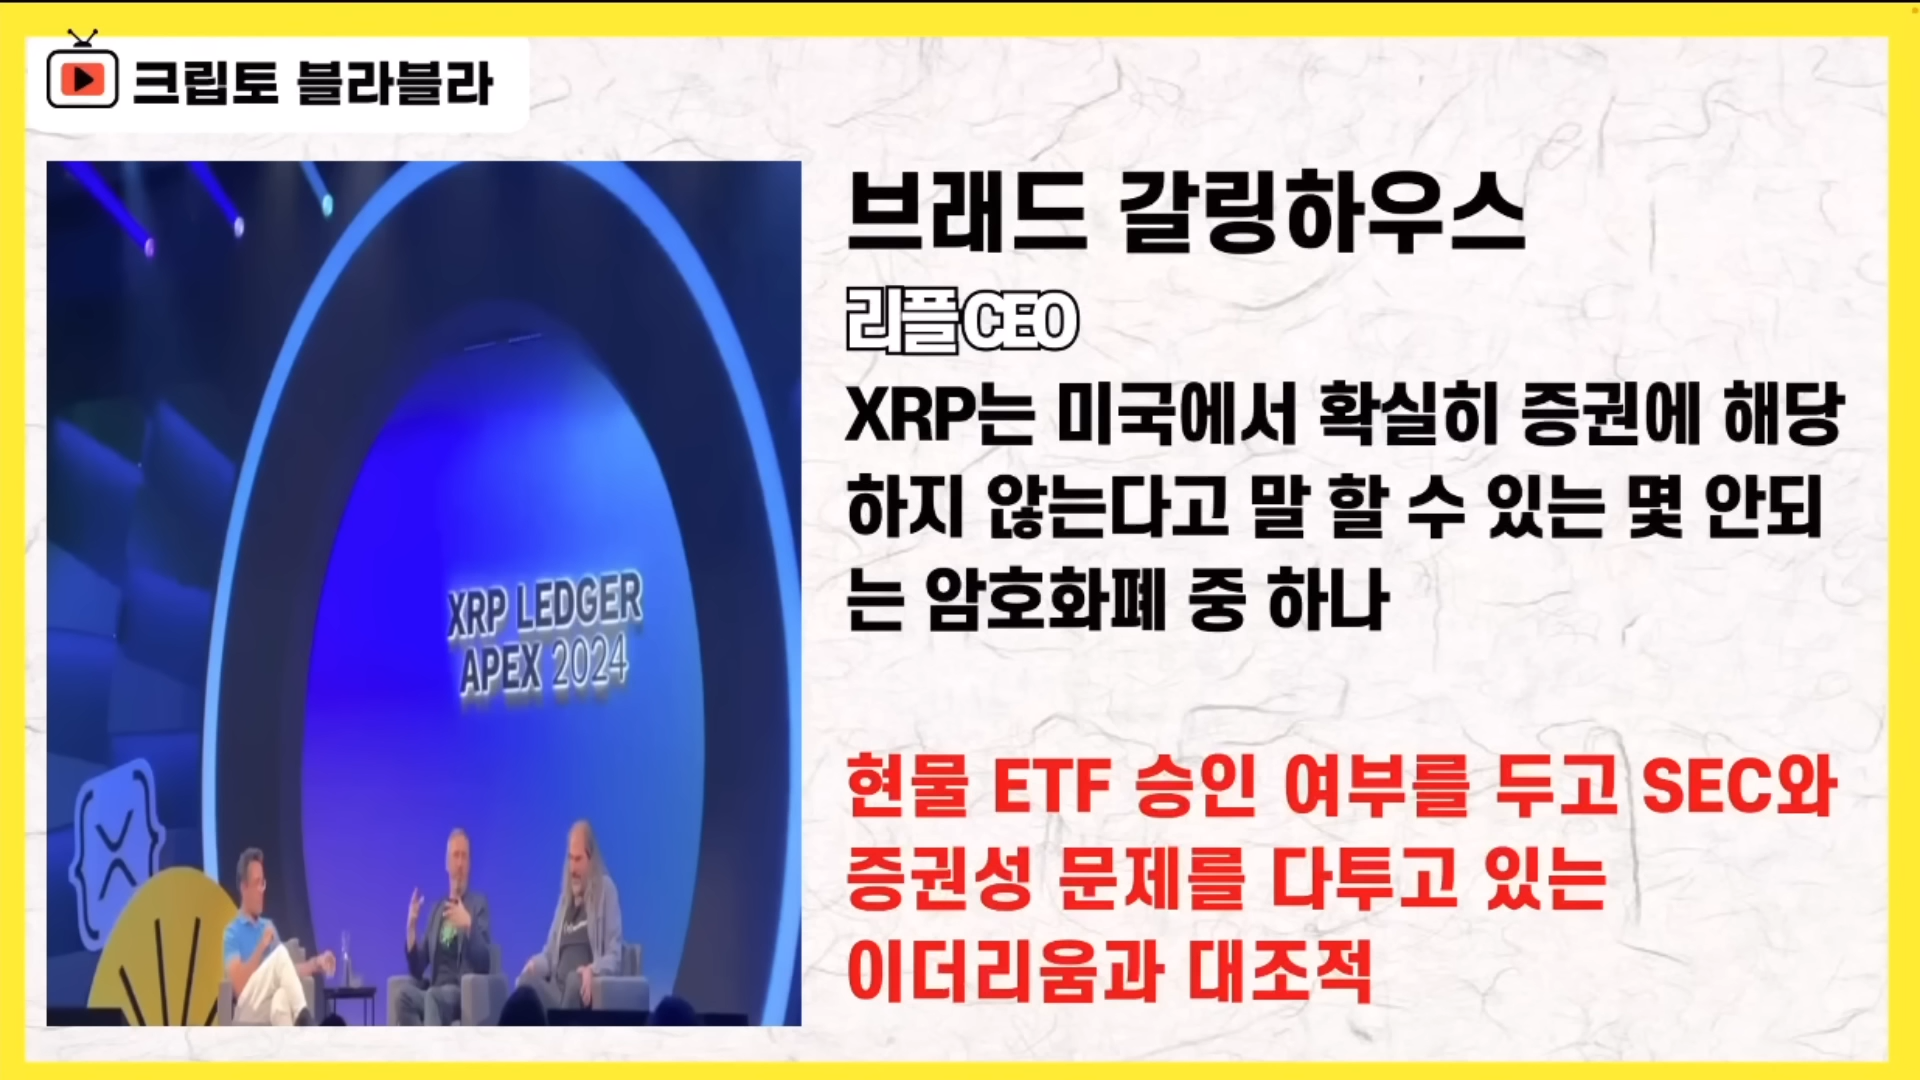 크립토 블라블라
브래드 갈링하우스
리플 CEO
XRP는 미국에서 확실히 증권에 해당
하지 않는다고 말 할 수 있는 몇 안되
는 암호화폐 중 하나
XRP LEDGER
APEX 2024
현물 ETF 승인 여부를 두고 SEC와
증권성 문제를 다투고 있는
이더리움과 대조적